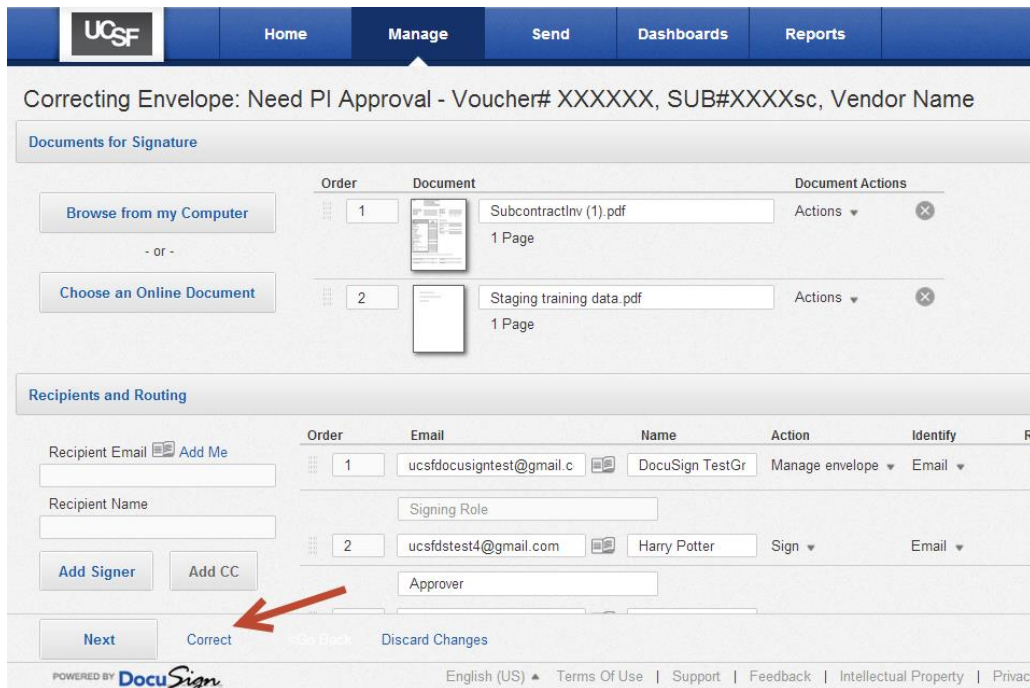 UCSF
Home Manage Send Dashboards Reports
Correcting Envelope: Need PI Approval - Voucher# XXXXXX, SUB#XXXXsc, Vendor Name
Documents for Signature
Order Document Document Actions
Browse from my Computer
1 SubcontractInv (1).pdf Actions
1 Page
- or -
Choose an Online Document
2 Staging training data.pdf Actions
1 Page
Recipients and Routing
Order Email Name Action Identify R
Recipient Email Add Me
1 ucsfdocusigntest@gmail.c DocuSign TestGr Manage envelope Email
Recipient Name
Signing Role
2 ucsfdstest4@gmail.com Harry Potter Sign Email
Add Signer Add CC
Approver
Next Correct Go Back Discard Changes
POWERED BY DocuSign English (US) Terms Of Use | Support | Feedback | Intellectual Property | Privac